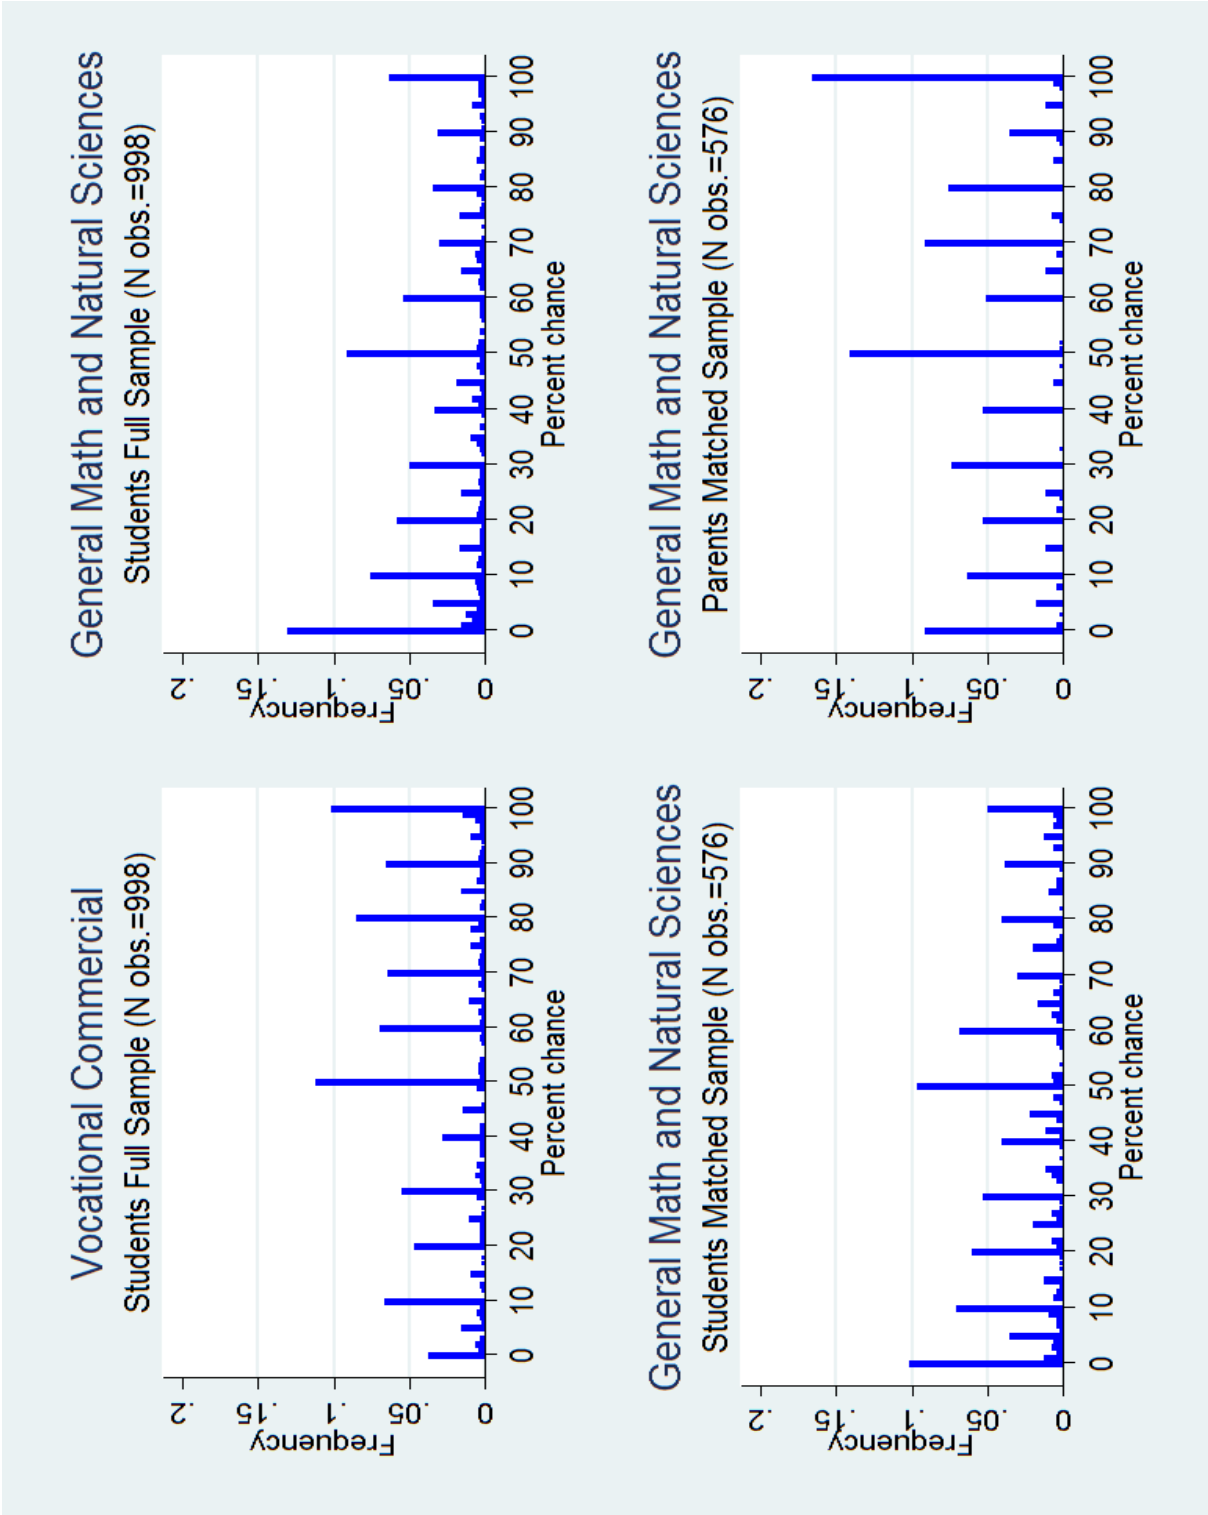 Vocational Commercial
Students Full Sample (N obs.=998)
Frequency
0 .05 .1 .15 .2
0 10 20 30 40 50 60 70 80 90 100
Percent chance
General Math and Natural Sciences
Students Full Sample (N obs.=998)
Frequency
0 .05 .1 .15 .2
0 10 20 30 40 50 60 70 80 90 100
Percent chance
General Math and Natural Sciences
Students Matched Sample (N obs.=576)
Frequency
0 .05 .1 .15 .2
0 10 20 30 40 50 60 70 80 90 100
Percent chance
General Math and Natural Sciences
Parents Matched Sample (N obs.=576)
Frequency
0 .05 .1 .15 .2
0 10 20 30 40 50 60 70 80 90 100
Percent chance